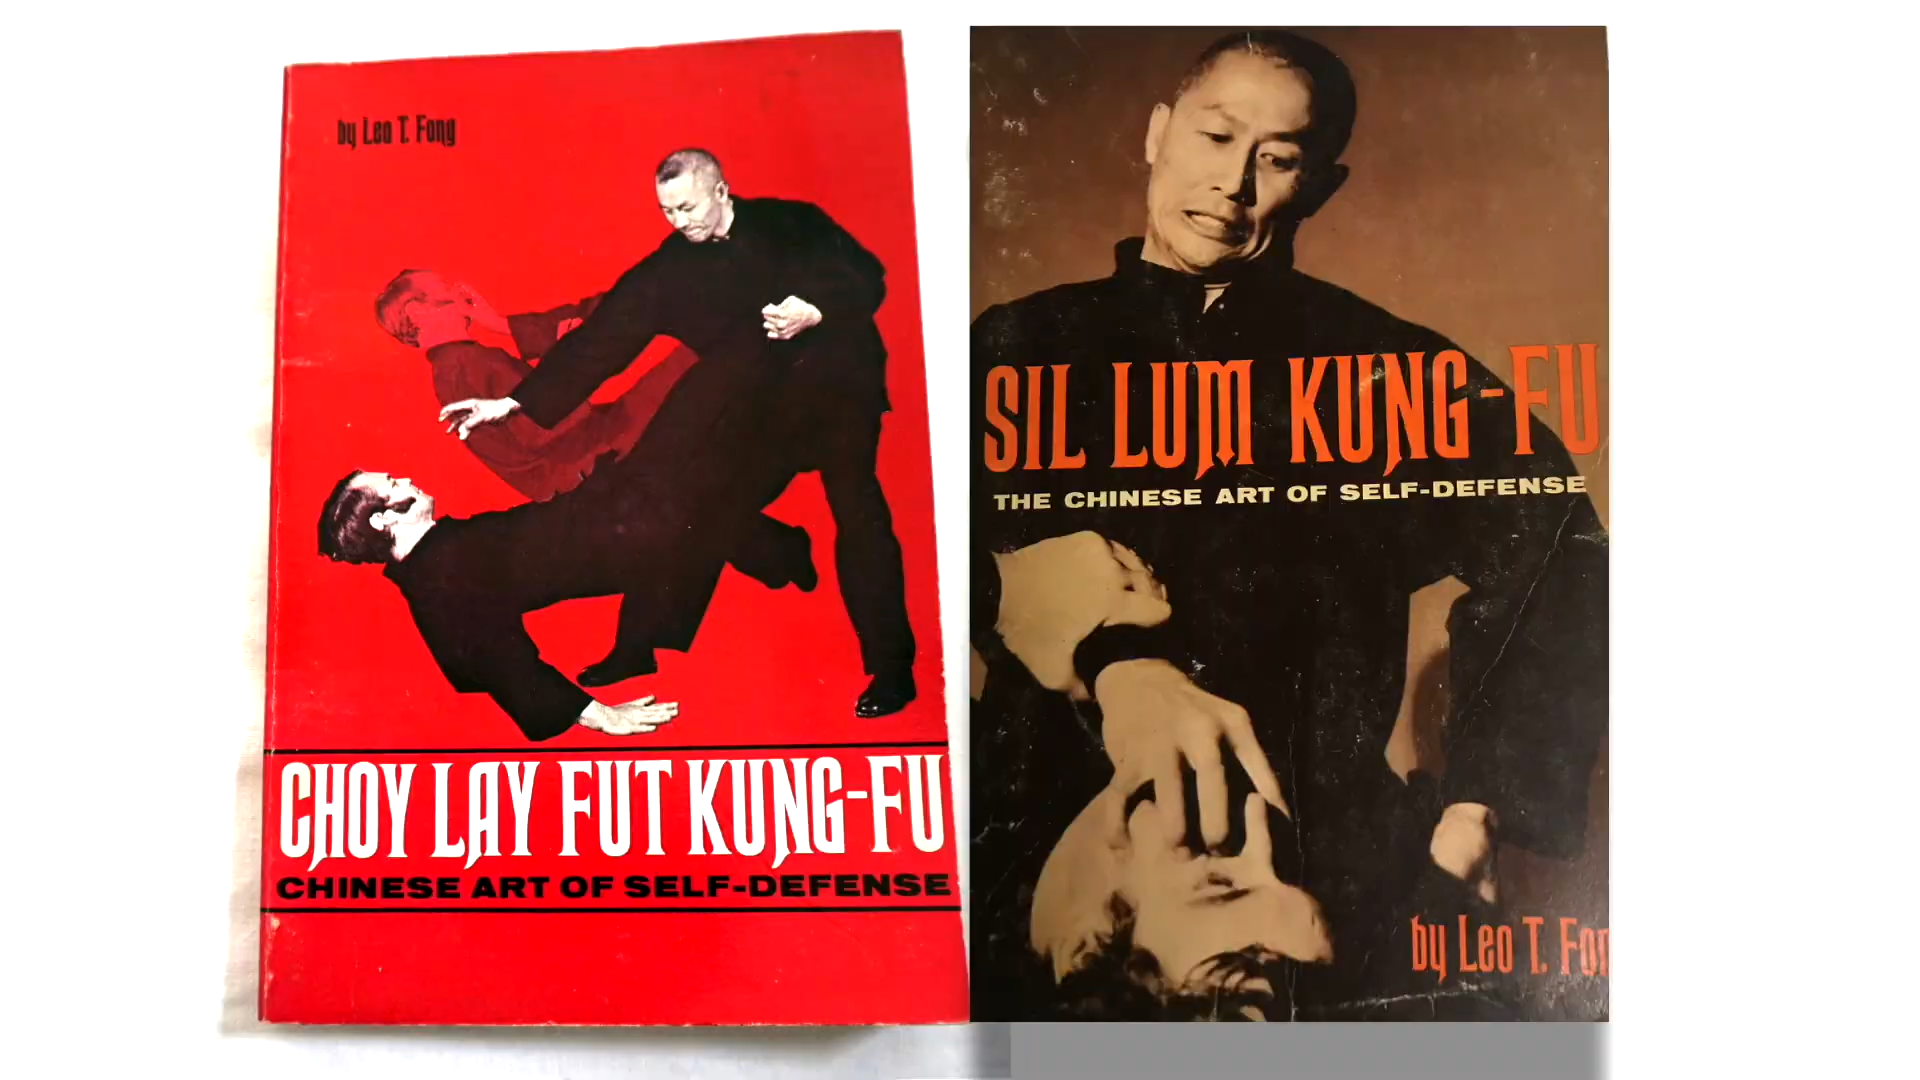 by Leo T. Fong
CHOY LAY FUT KUNG-FU
CHINESE ART OF SELF-DEFENSE
SIL LUM KUNG-FU
THE CHINESE ART OF SELF-DEFENSE
by Leo T. Fon